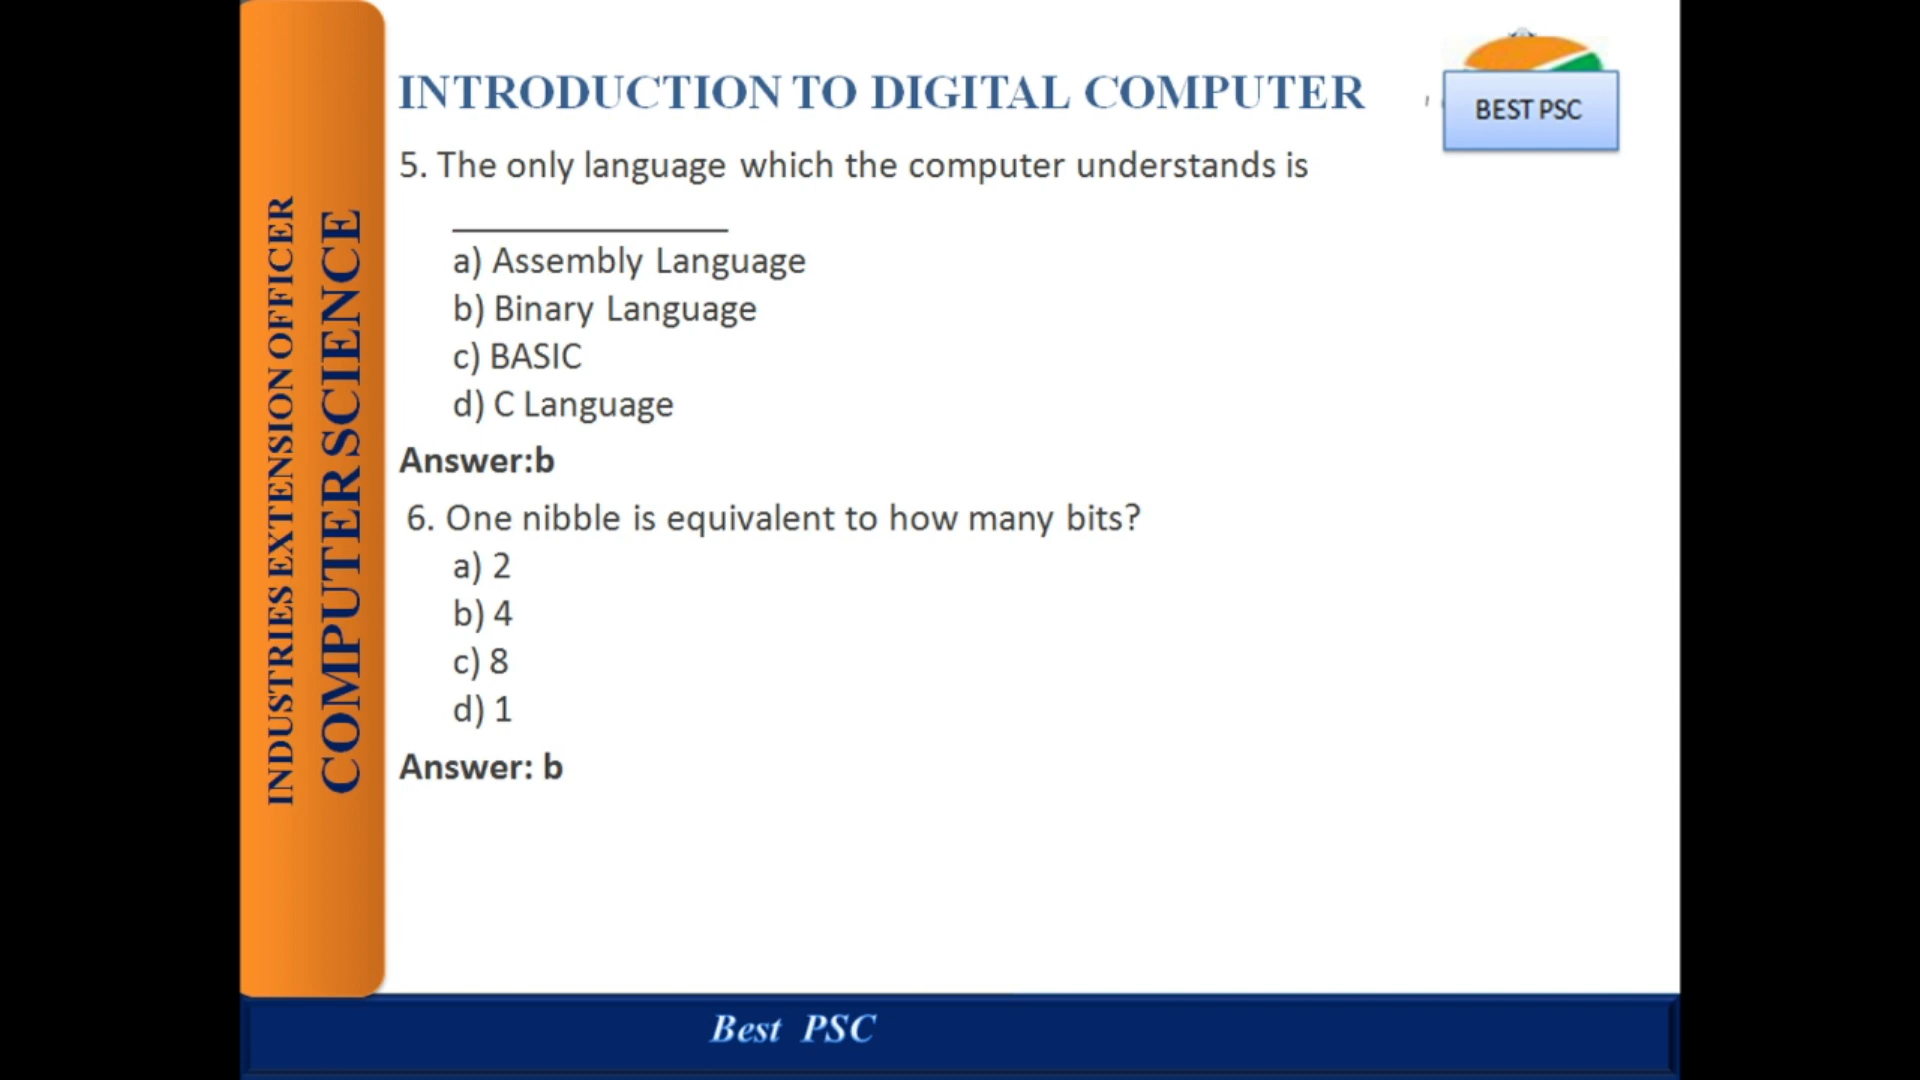 INDUSTRIES EXTENSION OFFICER
COMPUTER SCIENCE
INTRODUCTION TO DIGITAL COMPUTER
BEST PSC
5. The only language which the computer understands is
______________
a) Assembly Language
b) Binary Language
c) BASIC
d) C Language
Answer:b
6. One nibble is equivalent to how many bits?
a) 2
b) 4
c) 8
d) 1
Answer: b
Best PSC